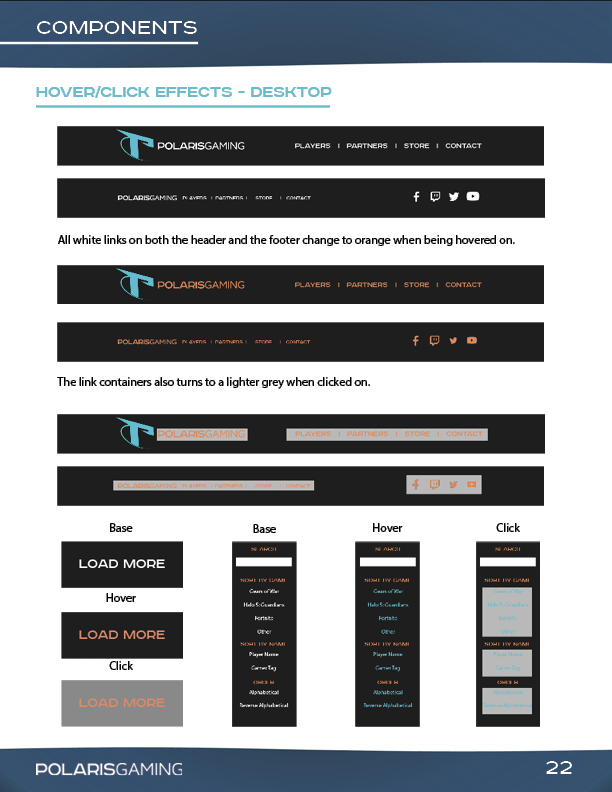 COMPONENTS
HOVER/CLICK EFFECTS - DESKTOP
POLARISGAMING PLAYERS | PARTNERS | STORE | CONTACT
POLARISGAMING PLAYERS | PARTNERS | STORE | CONTACT
All white links on both the header and the footer change to orange when being hovered on.
POLARISGAMING PLAYERS | PARTNERS | STORE | CONTACT
POLARISGAMING PLAYERS | PARTNERS | STORE | CONTACT
The link containers also turns to a lighter grey when clicked on.
POLARISGAMING PLAYERS | PARTNERS | STORE | CONTACT
POLARISGAMING PLAYERS | PARTNERS | STORE | CONTACT
Base
LOAD MORE
Hover
LOAD MORE
Click
LOAD MORE
Base
SEARCH
SORT BY GAME
Gears of War
Halo 5: Guardians
Fortnite
Other
SORT BY NAME
Player Name
Gamer Tag
ORDER
Alphabetical
Reverse Alphabetical
Hover
SEARCH
SORT BY GAME
Gears of War
Halo 5: Guardians
Fortnite
Other
SORT BY NAME
Player Name
Gamer Tag
ORDER
Alphabetical
Reverse Alphabetical
Click
SEARCH
SORT BY GAME
Gears of War
Halo 5: Guardians
Fortnite
Other
SORT BY NAME
Player Name
Gamer Tag
ORDER
Alphabetical
Reverse Alphabetical
POLARISGAMING
22